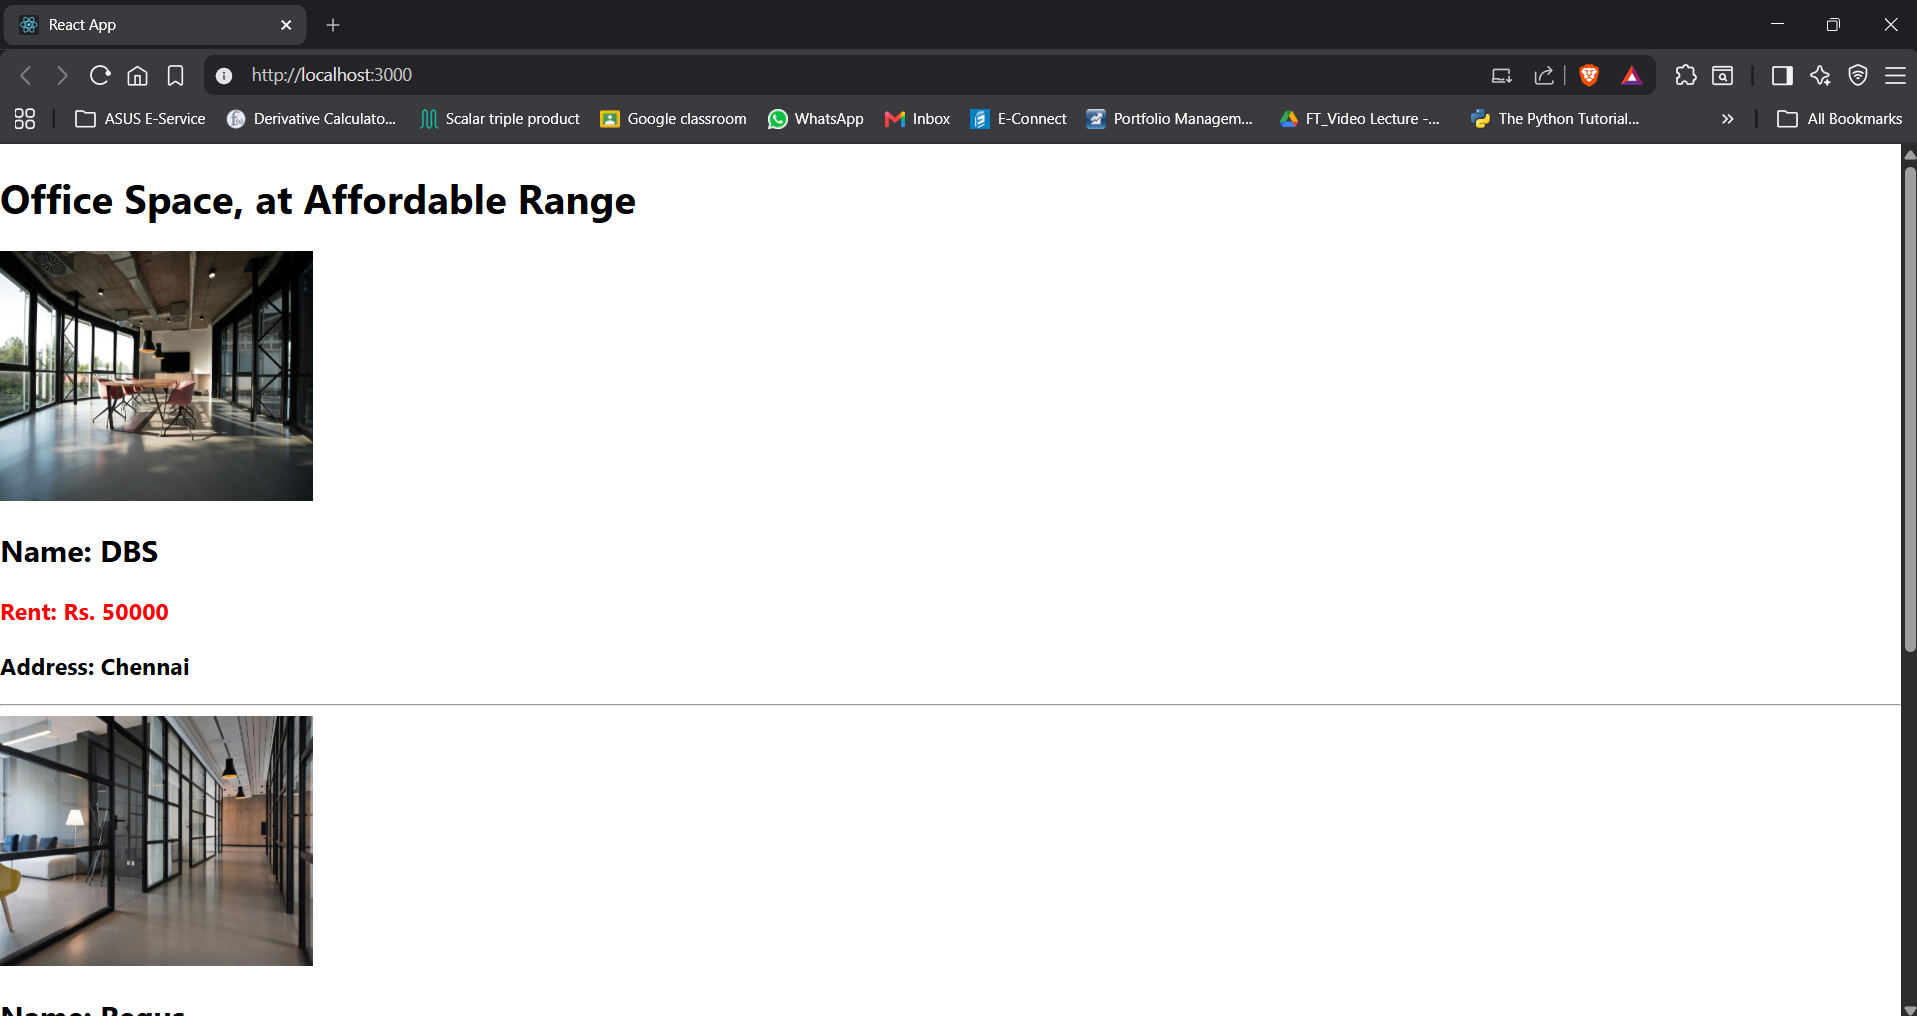 React App
http://localhost:3000
ASUS E-Service
Derivative Calculato...
Scalar triple product
Google classroom
WhatsApp
Inbox
E-Connect
Portfolio Managem...
FT_Video Lecture -...
The Python Tutorial...
All Bookmarks
Office Space, at Affordable Range
Name: DBS
Rent: Rs. 50000
Address: Chennai
Name: Regus